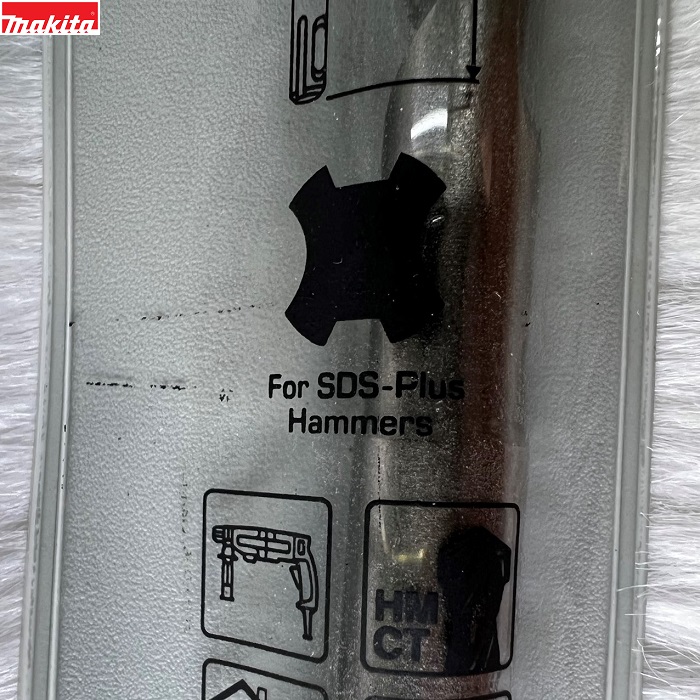 makita
For SDS-Plus
Hammers
HM
CT